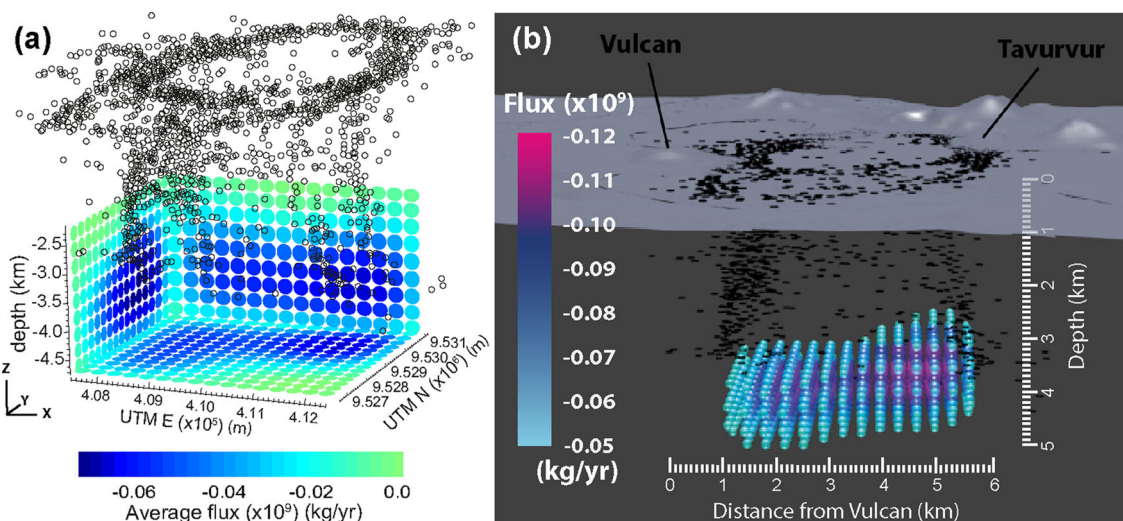 (a)
-2.5
-3.0
-3.5
-4.0
-4.5
depth (km)
Z
Y
X
4.08
4.09
4.10
4.11
4.12
UTM E (x10⁵) (m)
9.527
9.528
9.529
9.530
9.531
UTM N (x10⁶) (m)
-0.06
-0.04
-0.02
0.0
Average flux (x10⁹) (kg/yr)
(b)
Vulcan
Tavurvur
Flux (x10⁹)
-0.12
-0.11
-0.10
-0.09
-0.08
-0.07
-0.06
-0.05
(kg/yr)
0
1
2
3
4
5
Depth (km)
0 1 2 3 4 5 6
Distance from Vulcan (km)